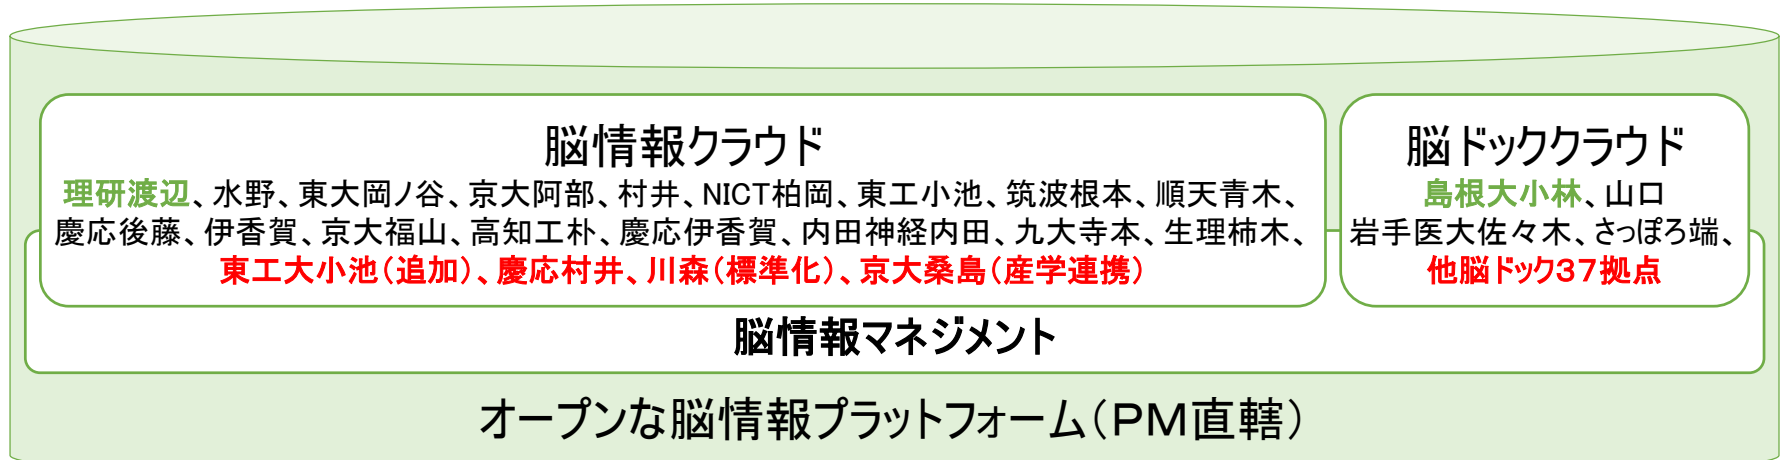 脳情報クラウド
理研渡辺、水野、東大岡ノ谷、京大阿部、村井、NICT柏岡、東工小池、筑波根本、順天青木、
慶応後藤、伊香賀、京大福山、高知工朴、慶応伊香賀、内田神経内田、九大寺本、生理柿木、
東工大小池（追加）、慶応村井、川森（標準化）、京大桑島（産学連携）
脳ドッククラウド
島根大小林、山口
岩手医大佐々木、さっぽろ端、
他脳ドック３７拠点
脳情報マネジメント
オープンな脳情報プラットフォーム（ＰＭ直轄）